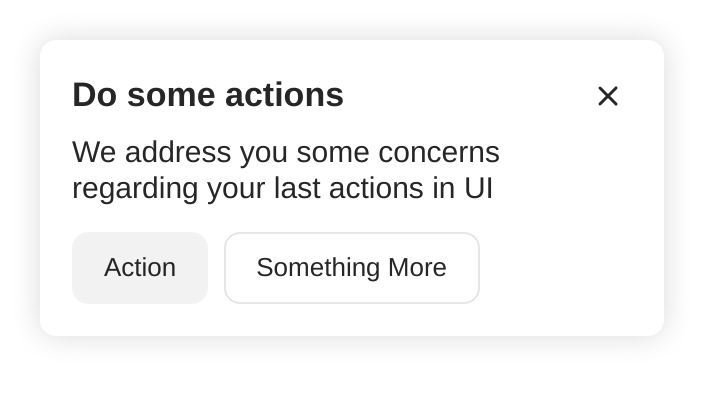 Do some actions
We address you some concerns
regarding your last actions in UI
Action
Something More